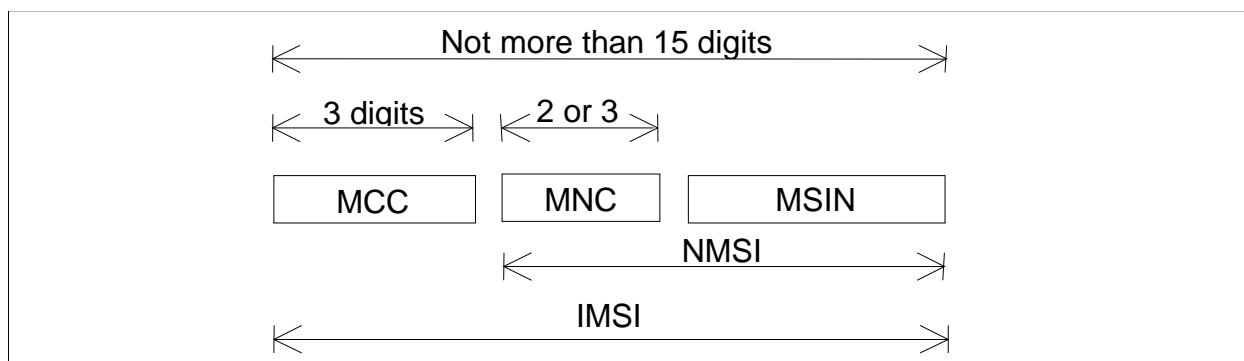 Not more than 15 digits
3 digits
2 or 3
MCC
MNC
MSIN
NMSI
IMSI